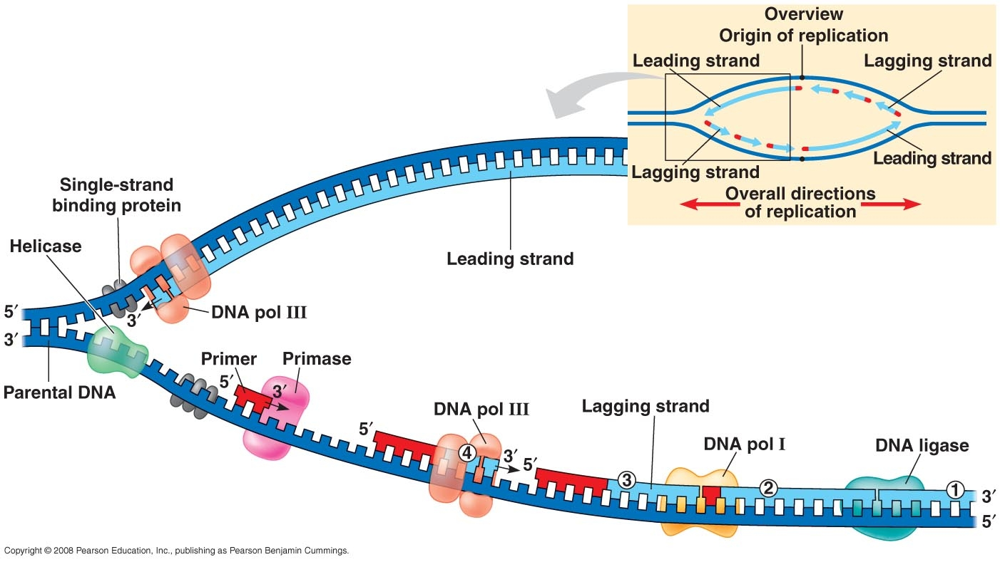 Overview
Origin of replication
Leading strand
Lagging strand
Lagging strand
Leading strand
Overall directions
of replication
Single-strand
binding protein
Helicase
Leading strand
5′
3′
DNA pol III
3′
Parental DNA
Primer
Primase
5′
3′
DNA pol III
Lagging strand
5′
4
3′
5′
DNA pol I
DNA ligase
3
2
1
3′
5′
Copyright © 2008 Pearson Education, Inc., publishing as Pearson Benjamin Cummings.